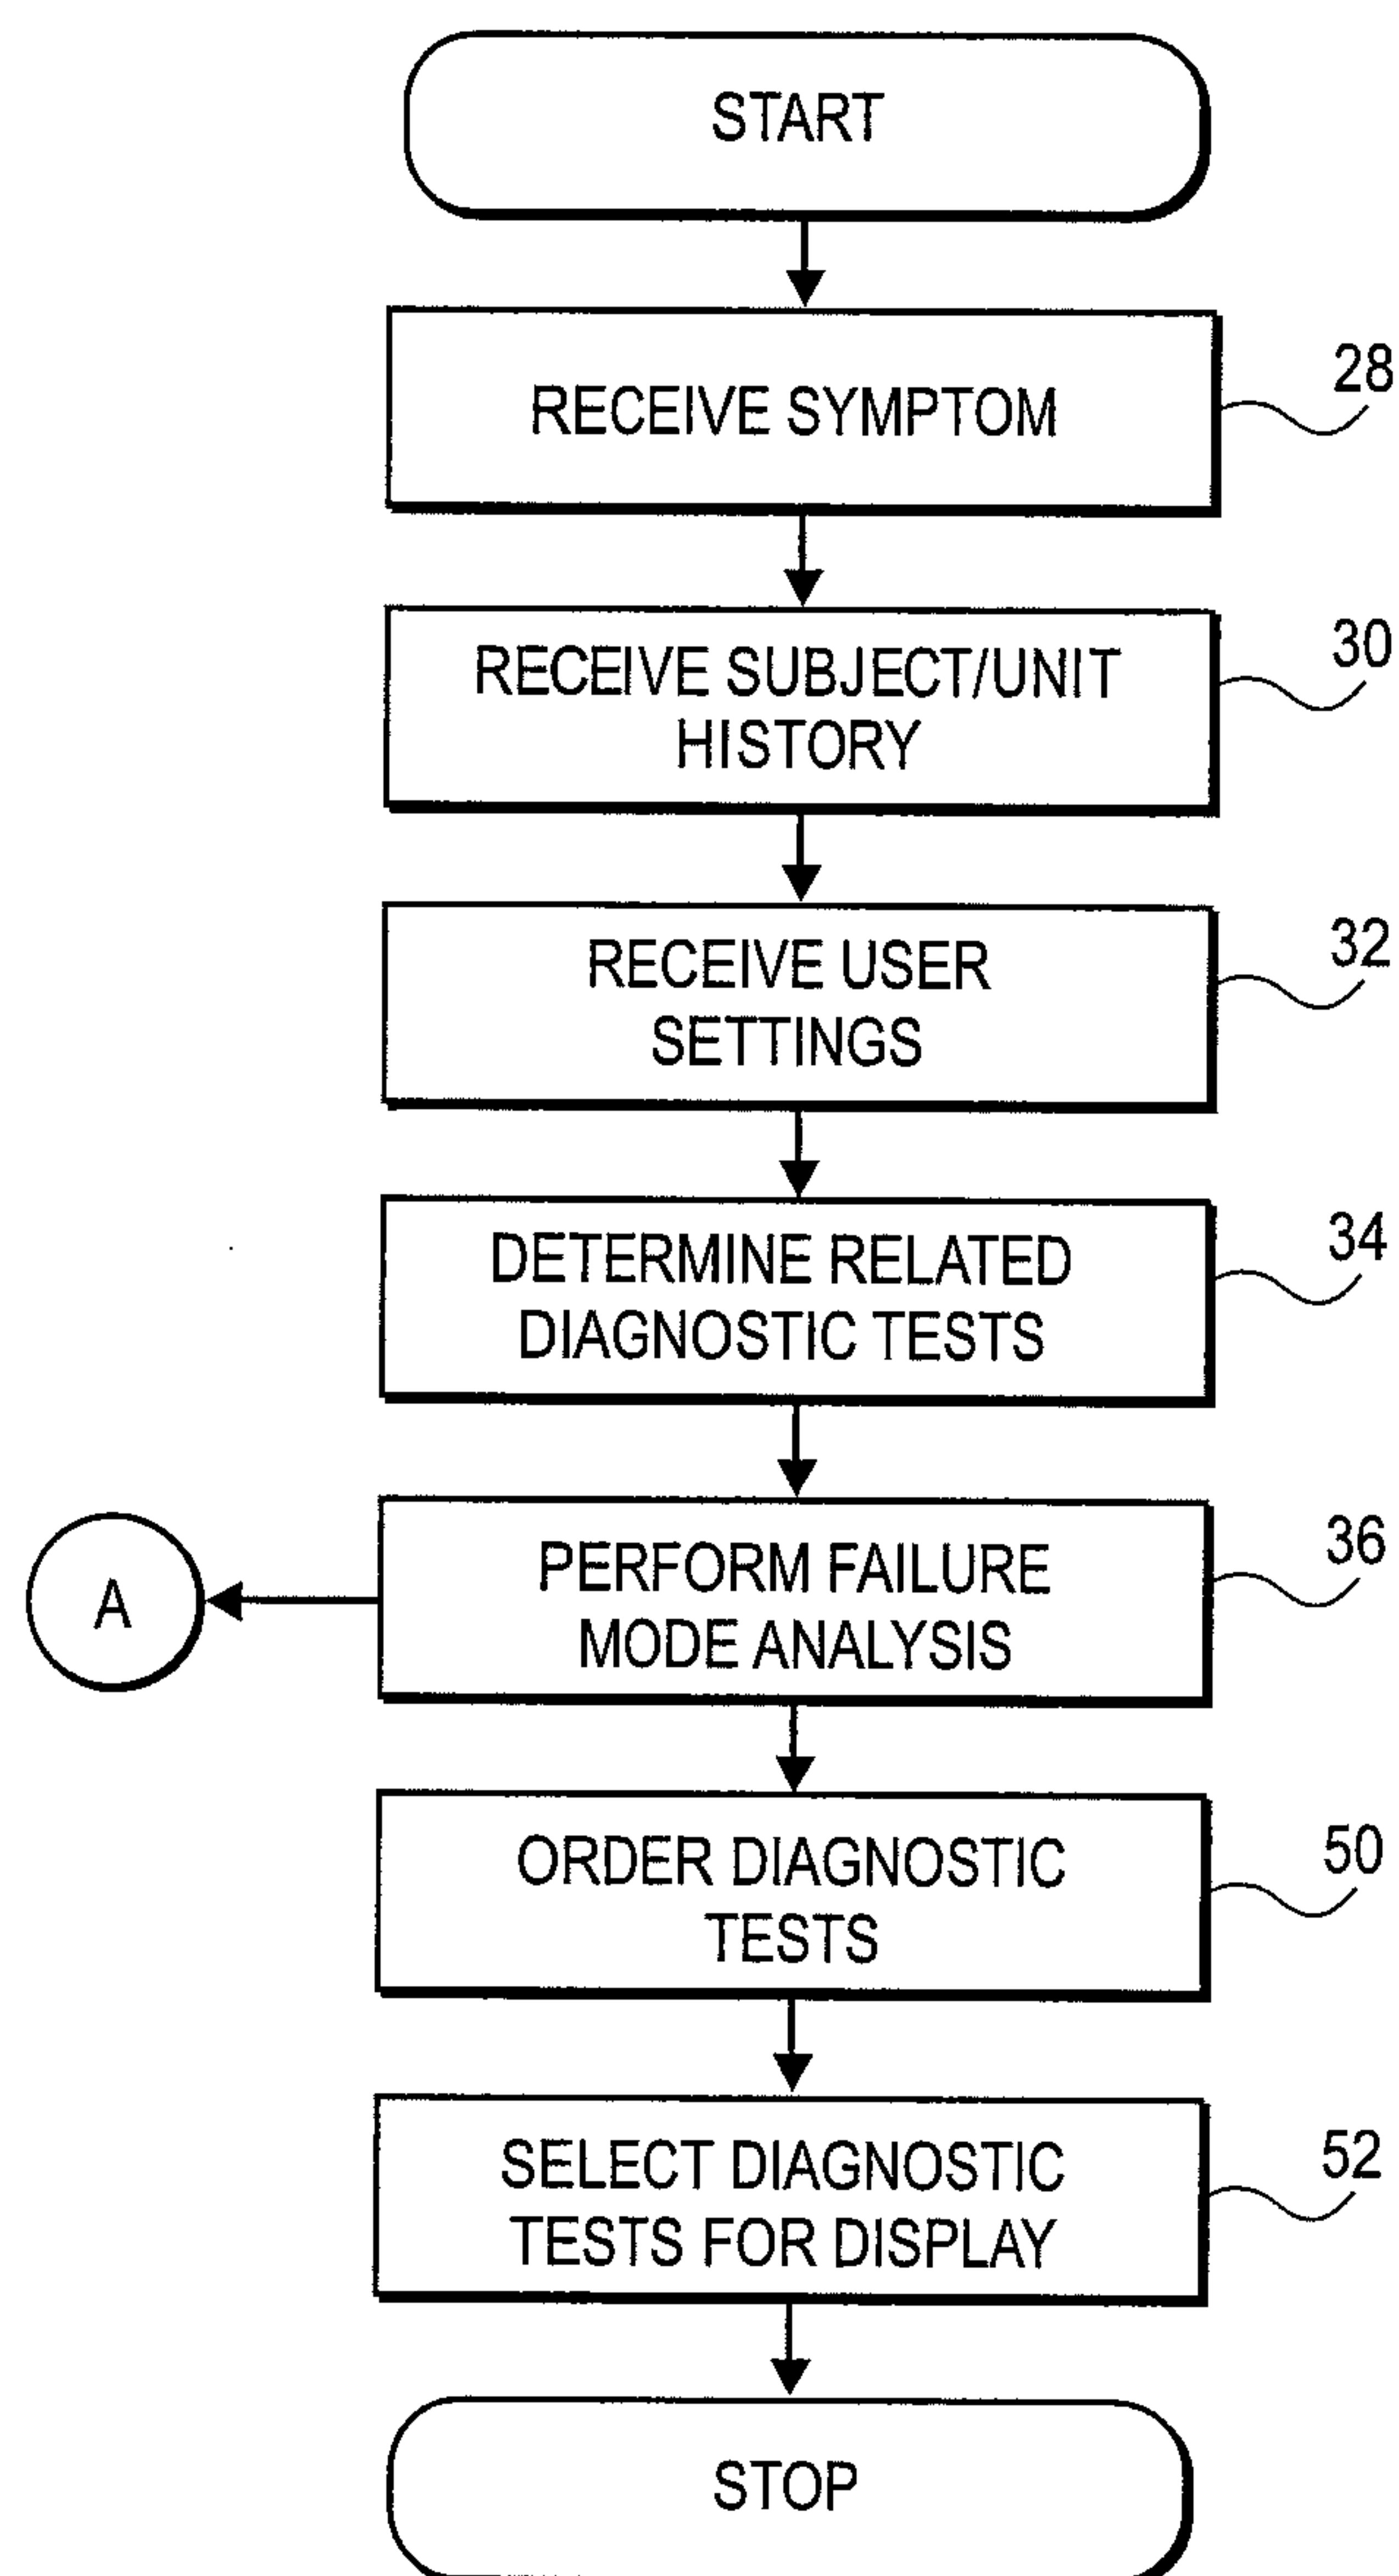 START
RECEIVE SYMPTOM
28
RECEIVE SUBJECT/UNIT
HISTORY
30
RECEIVE USER
SETTINGS
32
DETERMINE RELATED
DIAGNOSTIC TESTS
34
PERFORM FAILURE
MODE ANALYSIS
36
A
ORDER DIAGNOSTIC
TESTS
50
SELECT DIAGNOSTIC
TESTS FOR DISPLAY
52
STOP